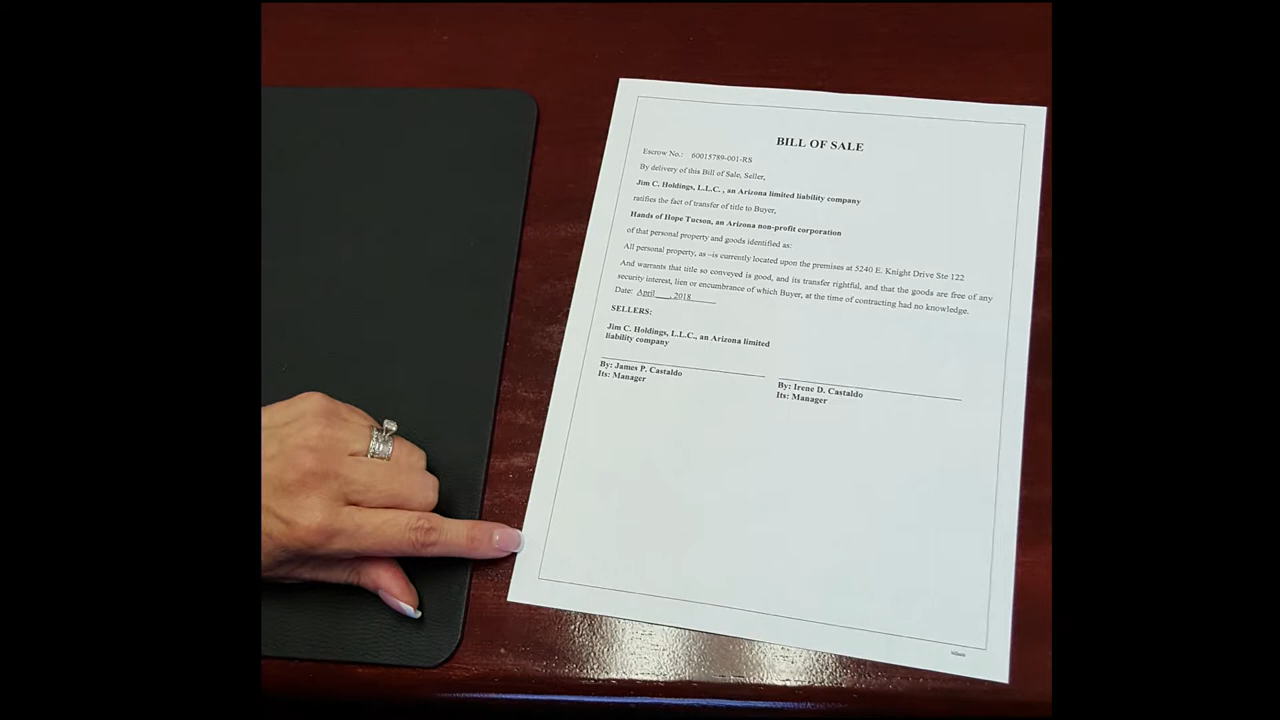 BILL OF SALE
Escrow No.: 60015789-001-RS
By delivery of this Bill of Sale, Seller,
Jim C. Holdings, L.L.C. , an Arizona limited liability company
ratifies the fact of transfer of title to Buyer,
Hands of Hope Tucson, an Arizona non-profit corporation
of that personal property and goods identified as:
All personal property, as –is currently located upon the premises at 5240 E. Knight Drive Ste 122
And warrants that title so conveyed is good, and its transfer rightful, and that the goods are free of any
security interest, lien or encumbrance of which Buyer, at the time of contracting had no knowledge.
Date: April___, 2018
SELLERS:
Jim C. Holdings, L.L.C., an Arizona limited
liability company
By: James P. Castaldo
Its: Manager
By: Irene D. Castaldo
Its: Manager